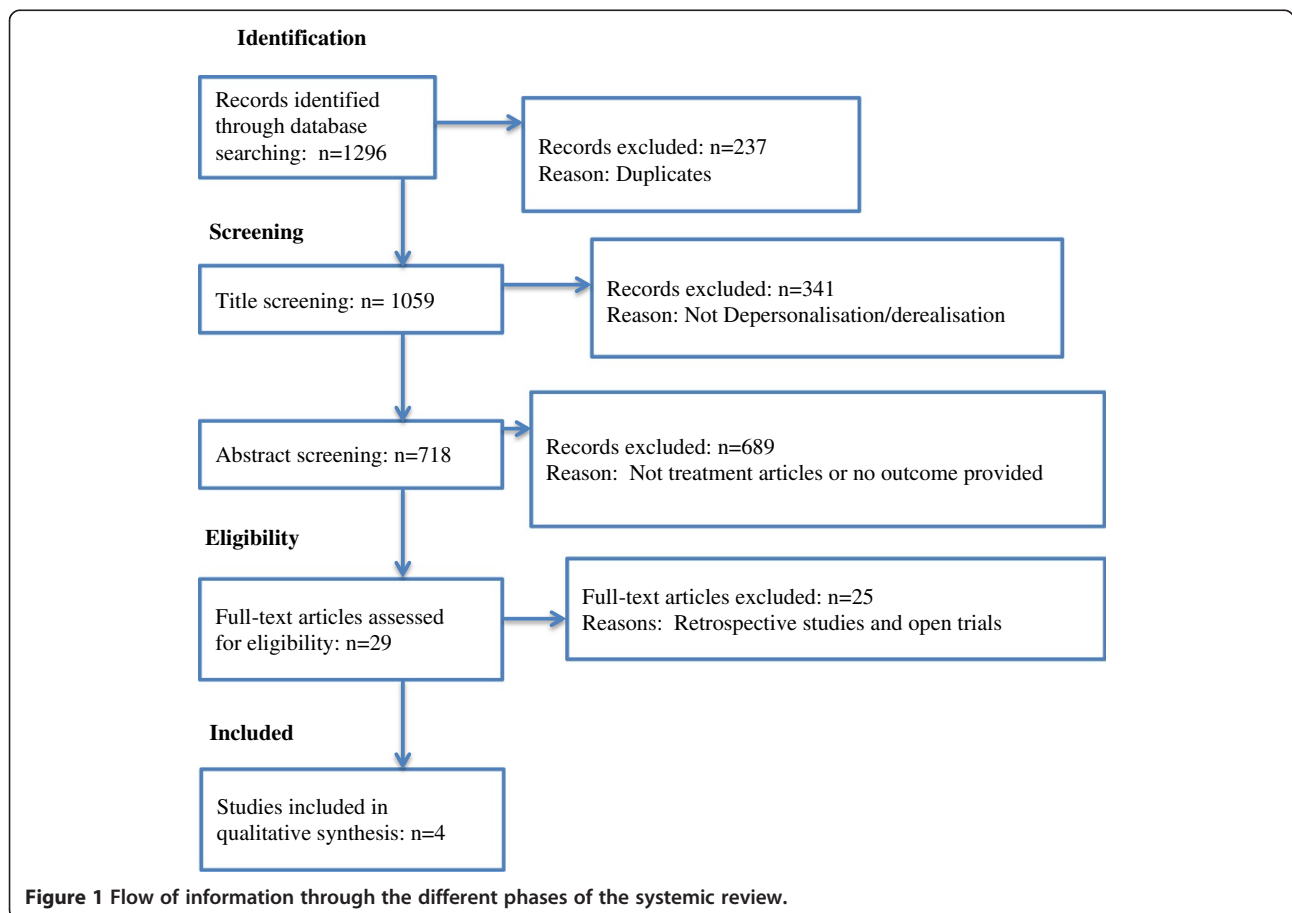 Identification
Records identified
through database
searching: n=1296
Records excluded: n=237
Reason: Duplicates
Screening
Title screening: n= 1059
Records excluded: n=341
Reason: Not Depersonalisation/derealisation
Abstract screening: n=718
Records excluded: n=689
Reason: Not treatment articles or no outcome provided
Eligibility
Full-text articles assessed
for eligibility: n=29
Full-text articles excluded: n=25
Reasons: Retrospective studies and open trials
Included
Studies included in
qualitative synthesis: n=4
Figure 1 Flow of information through the different phases of the systemic review.